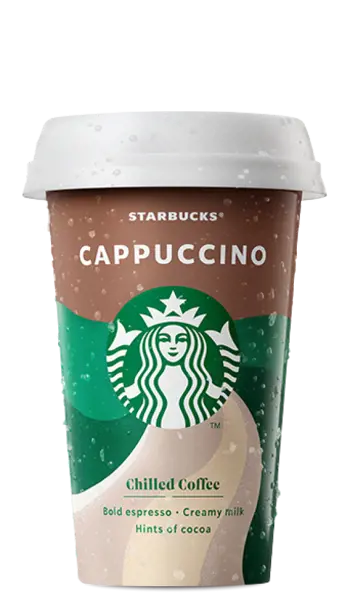 STARBUCKS®
CAPPUCCINO
TM
Chilled Coffee
Bold espresso · Creamy milk
Hints of cocoa